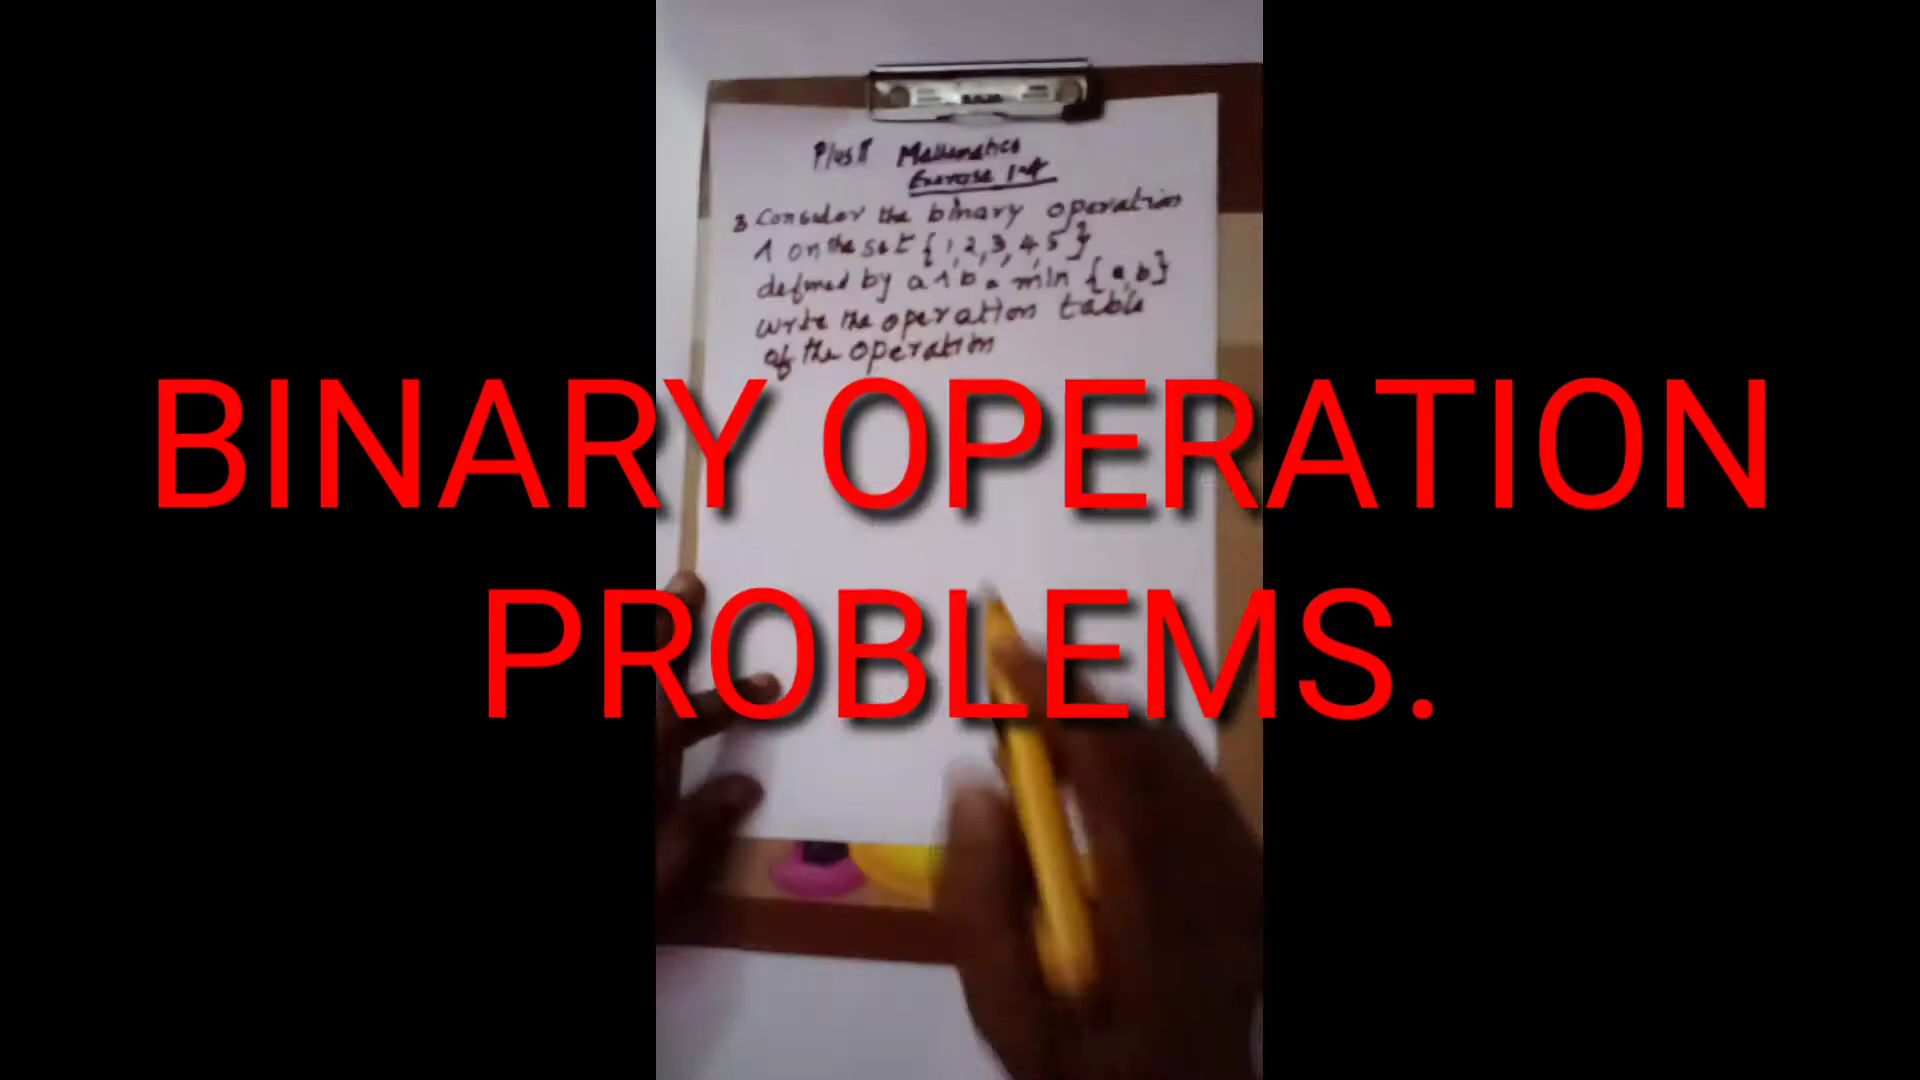 Plus II Mathematics
Exercise 1.4
3 Consider the binary operation
∧ on the set {1,2,3,4,5}
defined by a ∧ b = min {a,b}
write the operation table
of the operation
BINARY OPERATION
PROBLEMS.